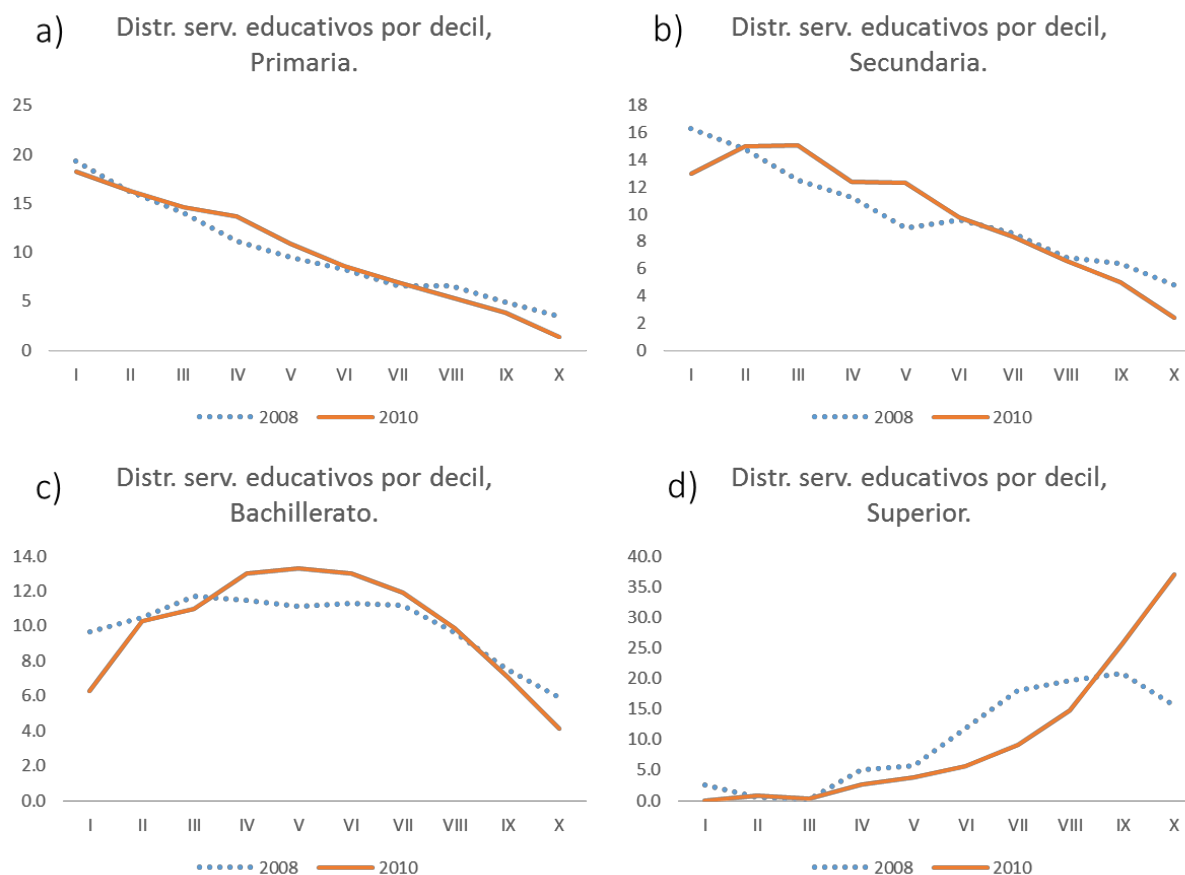 a)
Distr. serv. educativos por decil,
Primaria.
25
20
15
10
5
0
I II III IV V VI VII VIII IX X
2008 2010
b)
Distr. serv. educativos por decil,
Secundaria.
18
16
14
12
10
8
6
4
2
0
I II III IV V VI VII VIII IX X
2008 2010
c)
Distr. serv. educativos por decil,
Bachillerato.
14.0
12.0
10.0
8.0
6.0
4.0
2.0
0.0
I II III IV V VI VII VIII IX X
2008 2010
d)
Distr. serv. educativos por decil,
Superior.
40.0
35.0
30.0
25.0
20.0
15.0
10.0
5.0
0.0
I II III IV V VI VII VIII IX X
2008 2010